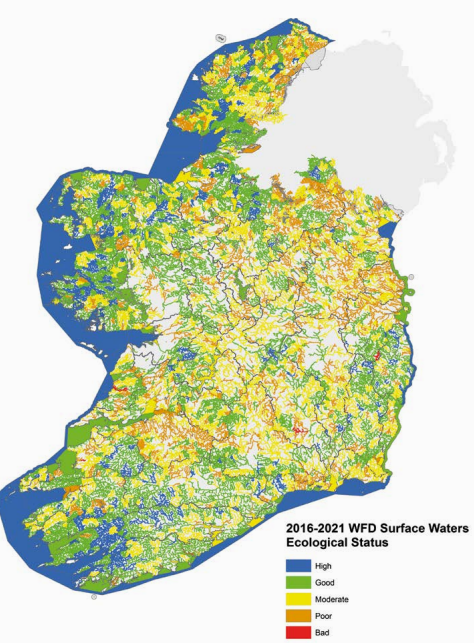 2016-2021 WFD Surface Waters
Ecological Status
High
Good
Moderate
Poor
Bad